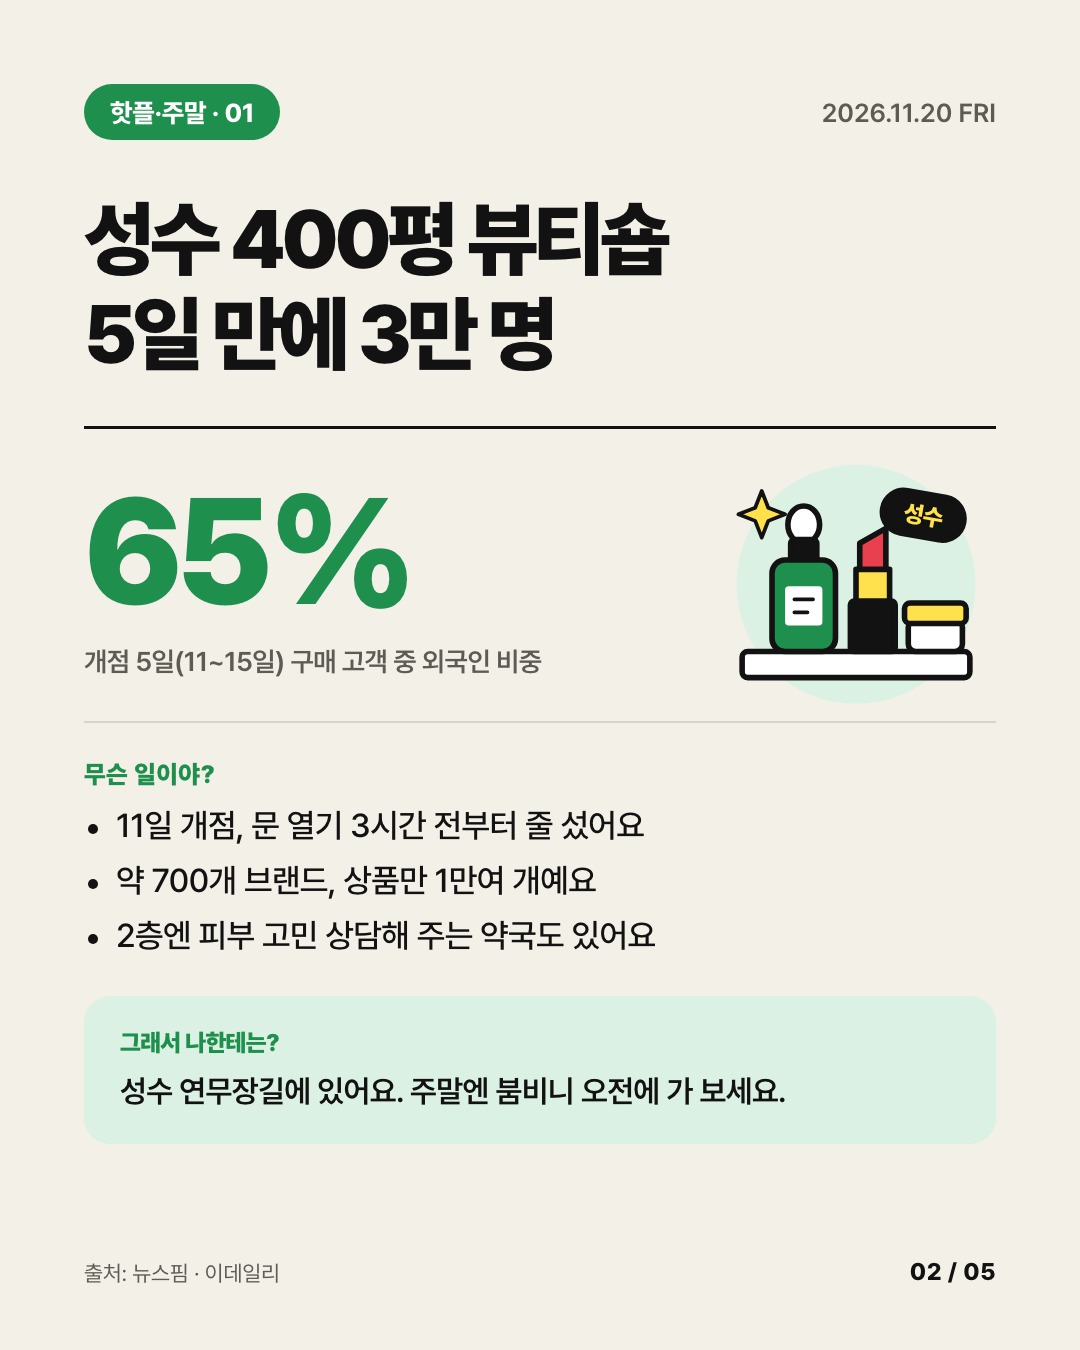 핫플·주말 · 01
2026.11.20 FRI
성수 400평 뷰티숍
5일 만에 3만 명
65%
성수
개점 5일(11~15일) 구매 고객 중 외국인 비중
무슨 일이야?
• 11일 개점, 문 열기 3시간 전부터 줄 섰어요
• 약 700개 브랜드, 상품만 1만여 개예요
• 2층엔 피부 고민 상담해 주는 약국도 있어요
그래서 나한테는?
성수 연무장길에 있어요. 주말엔 붐비니 오전에 가 보세요.
출처: 뉴스핌 · 이데일리
02 / 05